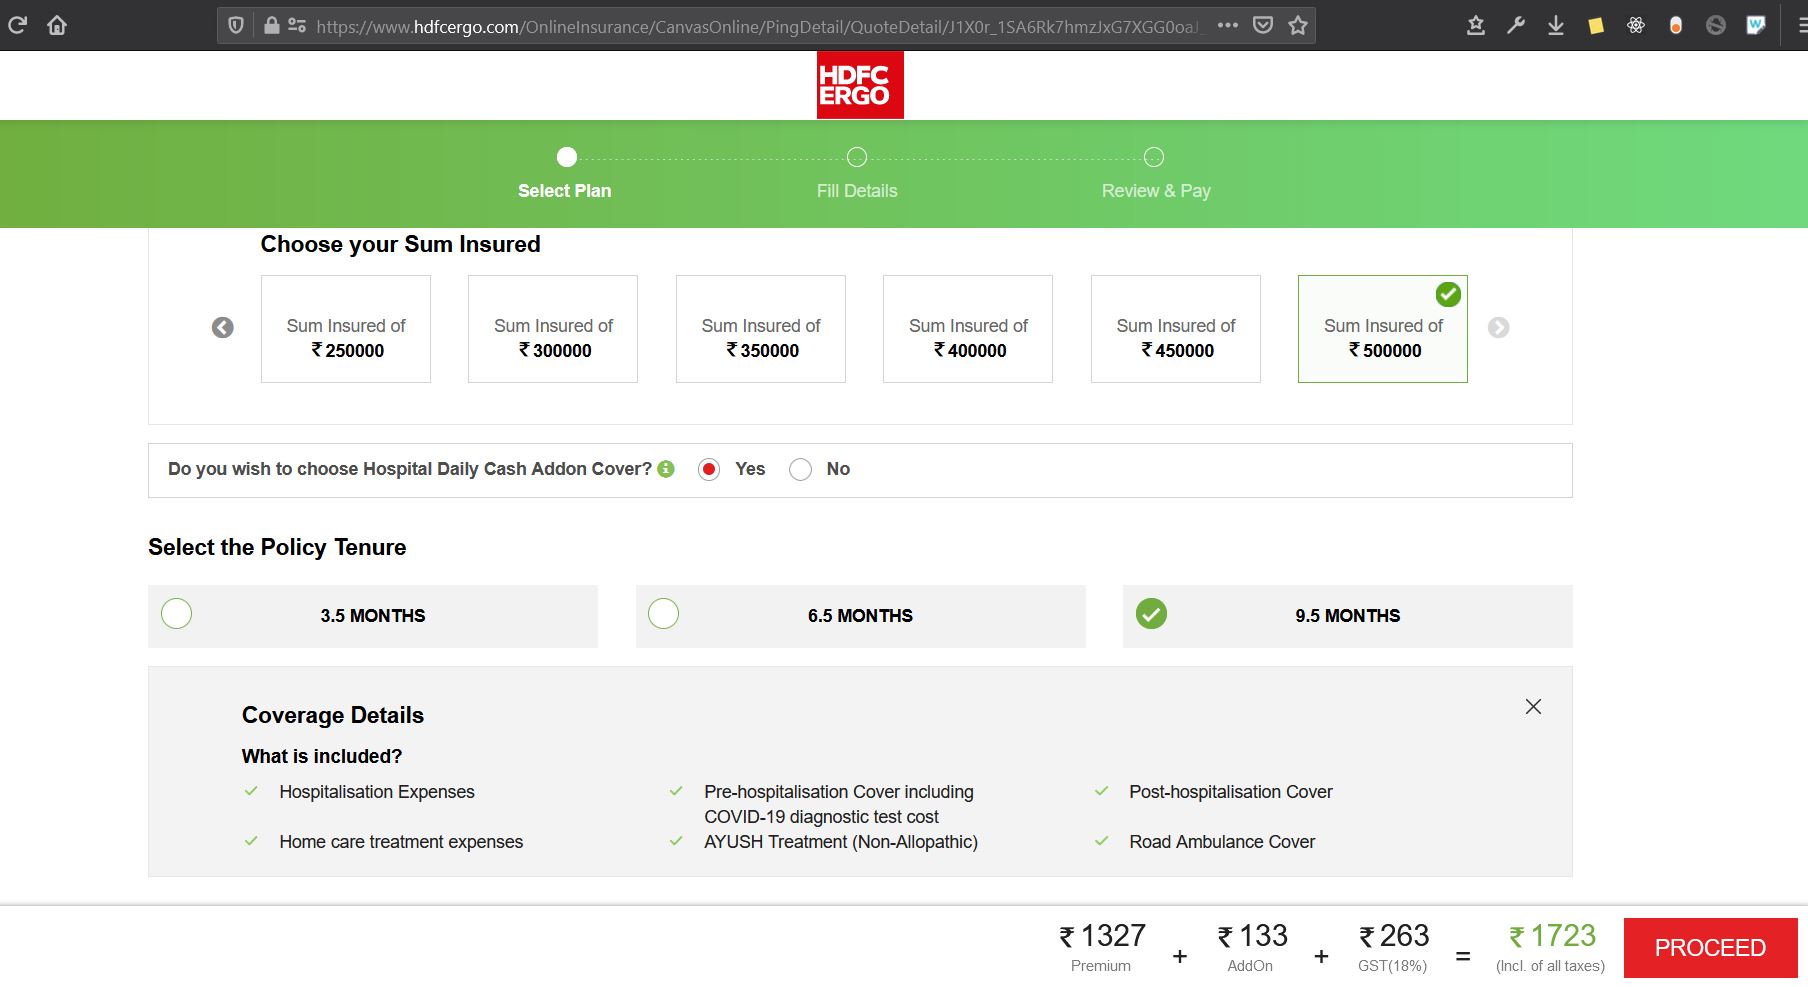 https://www.hdfcergo.com/OnlineInsurance/CanvasOnline/PingDetail/QuoteDetail/J1X0r_1SA6Rk7hmzJxG7XGG0oaJ_
HDFC
ERGO
Select Plan
Fill Details
Review & Pay
Choose your Sum Insured
Sum Insured of
₹ 250000
Sum Insured of
₹ 300000
Sum Insured of
₹ 350000
Sum Insured of
₹ 400000
Sum Insured of
₹ 450000
Sum Insured of
₹ 500000
Do you wish to choose Hospital Daily Cash Addon Cover? Yes No
Select the Policy Tenure
3.5 MONTHS
6.5 MONTHS
9.5 MONTHS
Coverage Details
What is included?
Hospitalisation Expenses
Pre-hospitalisation Cover including
COVID-19 diagnostic test cost
Post-hospitalisation Cover
Home care treatment expenses
AYUSH Treatment (Non-Allopathic)
Road Ambulance Cover
₹ 1327
Premium
+
₹ 133
AddOn
+
₹ 263
GST(18%)
=
₹ 1723
(Incl. of all taxes)
PROCEED